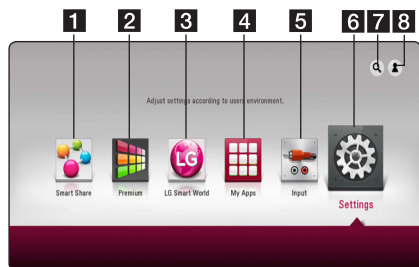 1 2 3 4 5 6 7 8
Adjust settings according to users environment.
LG
Smart Share Premium LG Smart World My Apps Input Settings